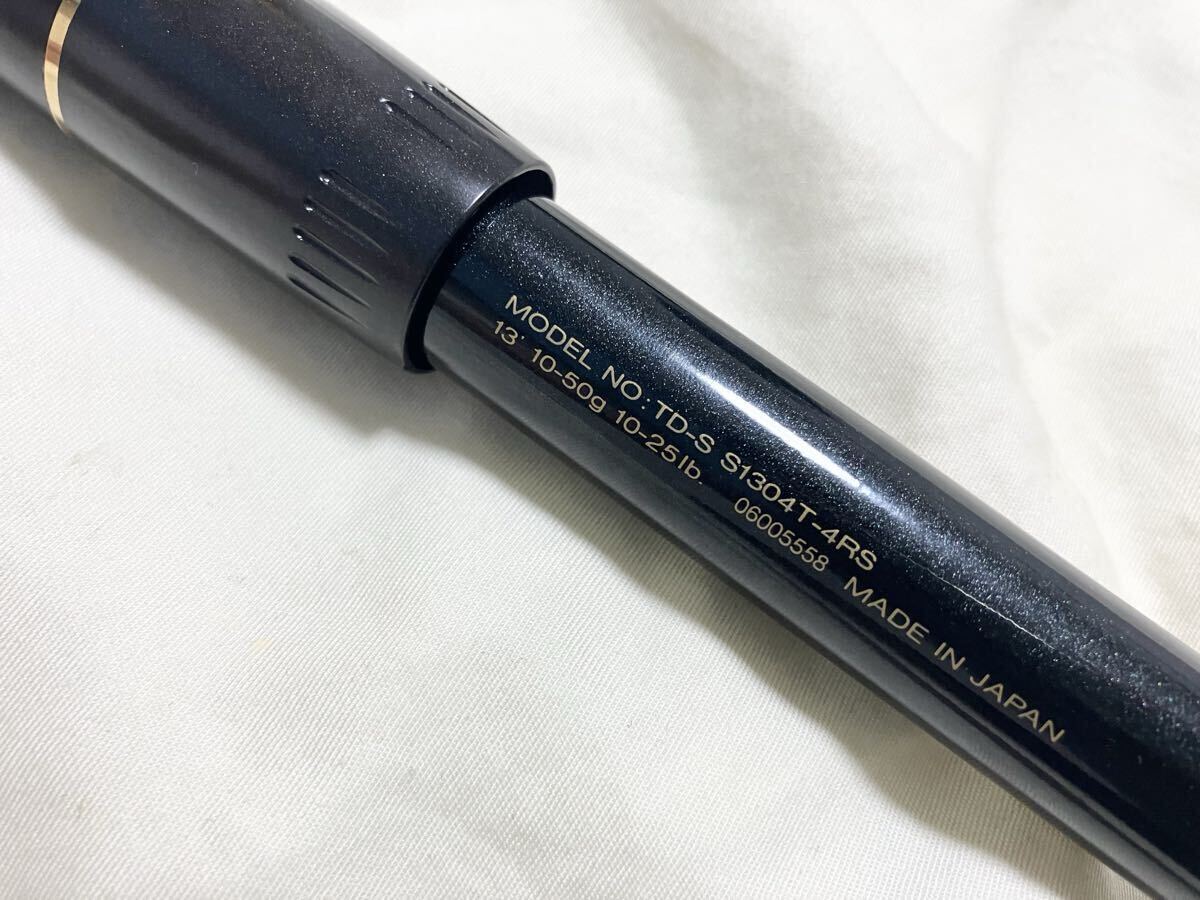 MODEL NO: TD-S S1304T-4RS
13' 10-50g 10-25lb. 06005558 MADE IN JAPAN